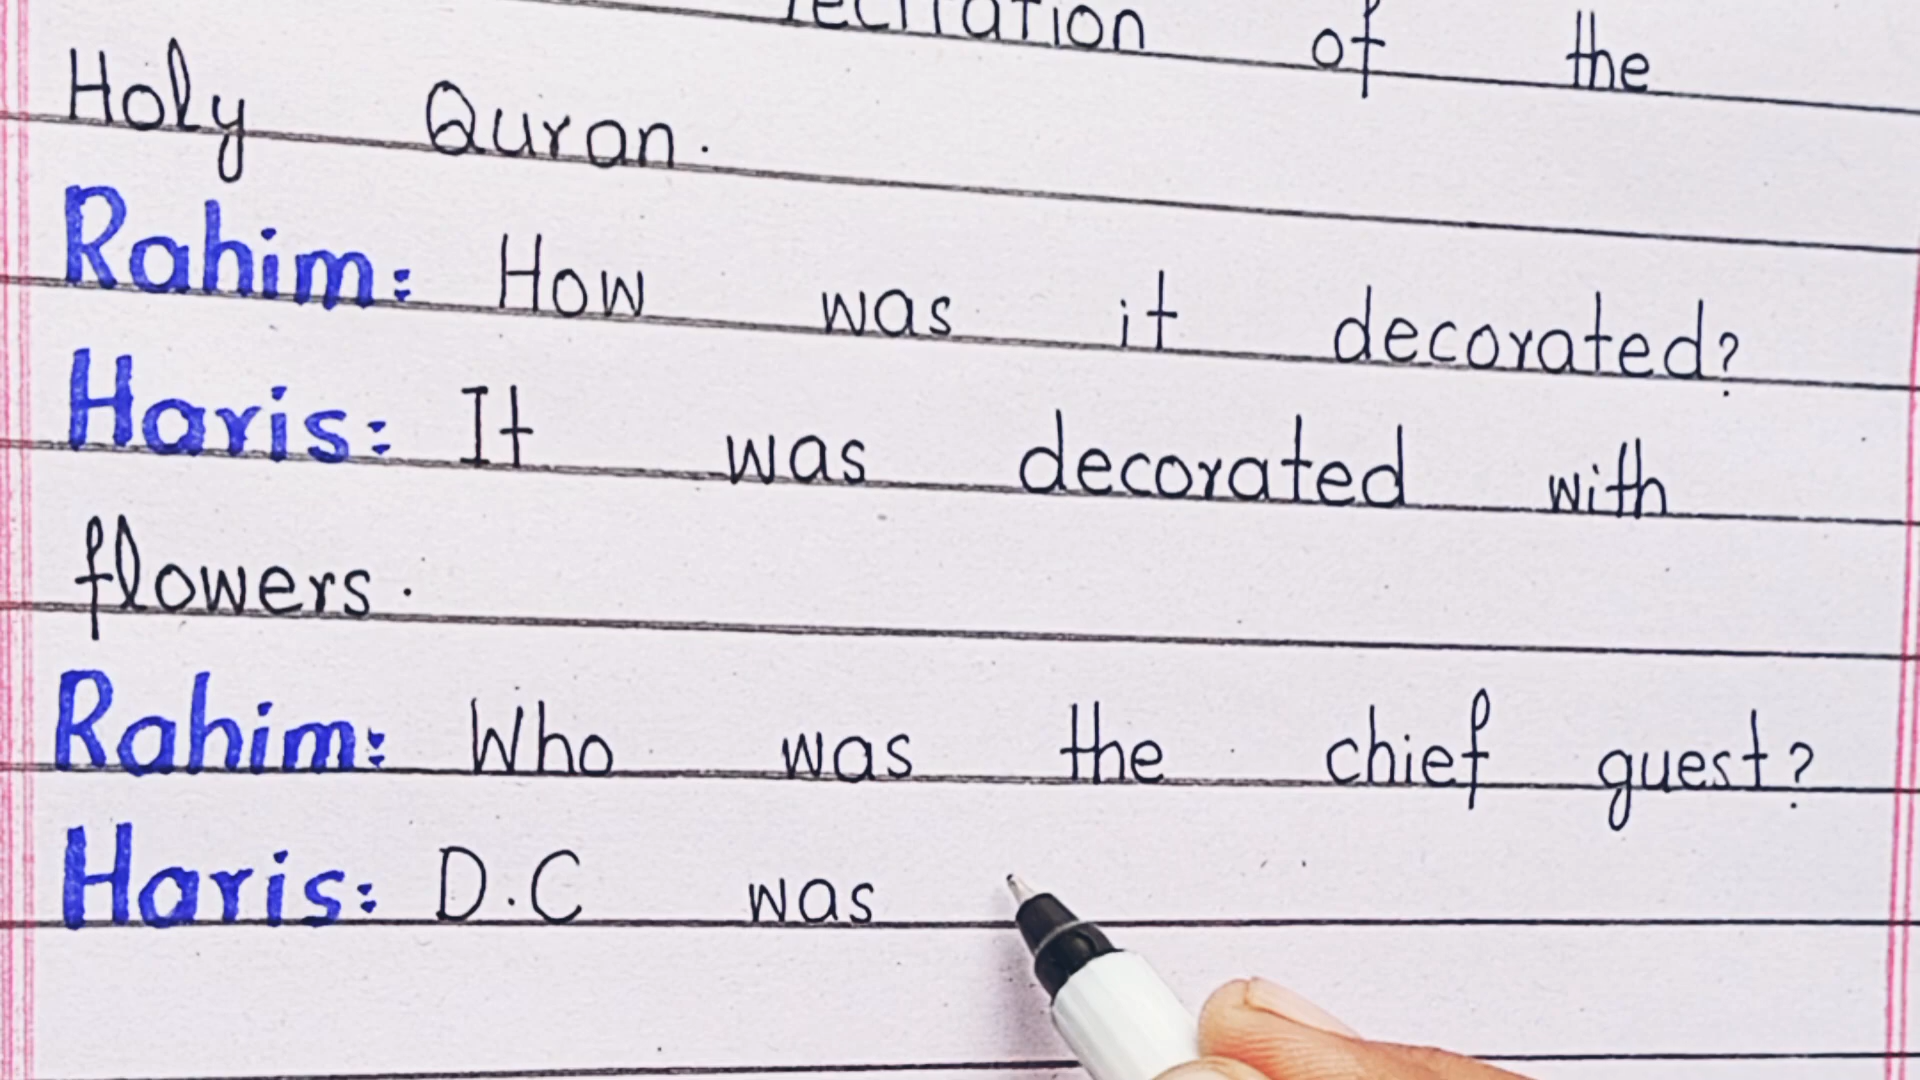 recitation of the
Holy Quran.
Rahim: How was it decorated?
Haris: It was decorated with
flowers.
Rahim: Who was the chief guest?
Haris: D.C was